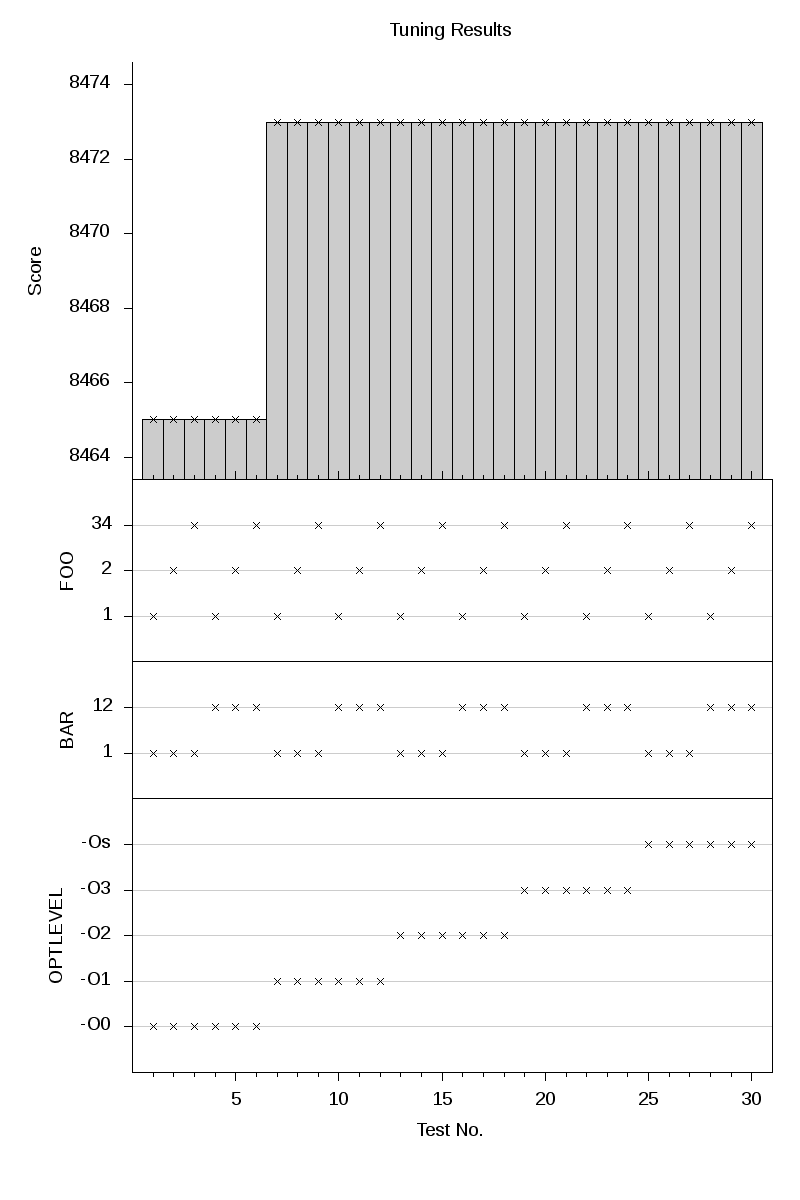 Tuning Results
8474
8472
8470
8468
8466
8464
Score
34
2
1
FOO
12
1
BAR
-Os
-O3
-O2
-O1
-O0
OPTLEVEL
5 10 15 20 25 30
Test No.